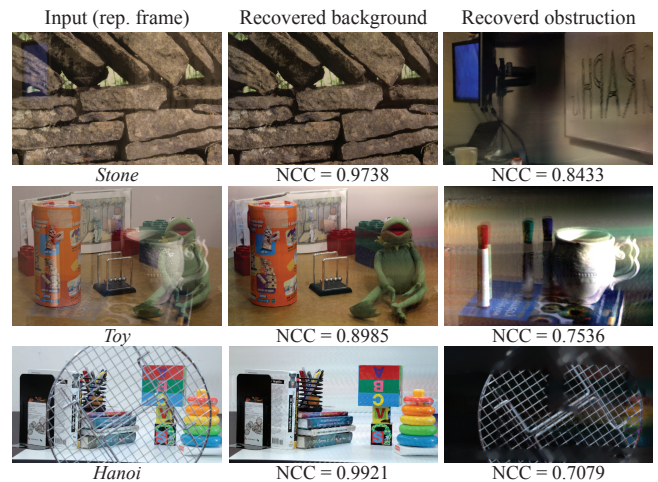 Input (rep. frame) Recovered background Recoverd obstruction
Stone NCC = 0.9738 NCC = 0.8433
Toy NCC = 0.8985 NCC = 0.7536
A
B
C
Hanoi NCC = 0.9921 NCC = 0.7079